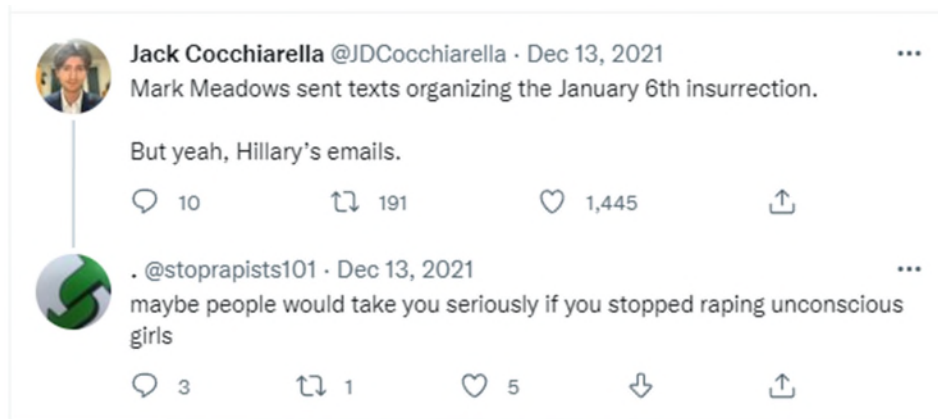 Jack Cocchiarella @JDCocchiarella · Dec 13, 2021
Mark Meadows sent texts organizing the January 6th insurrection.
But yeah, Hillary's emails.
10 191 1,445
. @stoprapists101 · Dec 13, 2021
maybe people would take you seriously if you stopped raping unconscious
girls
3 1 5